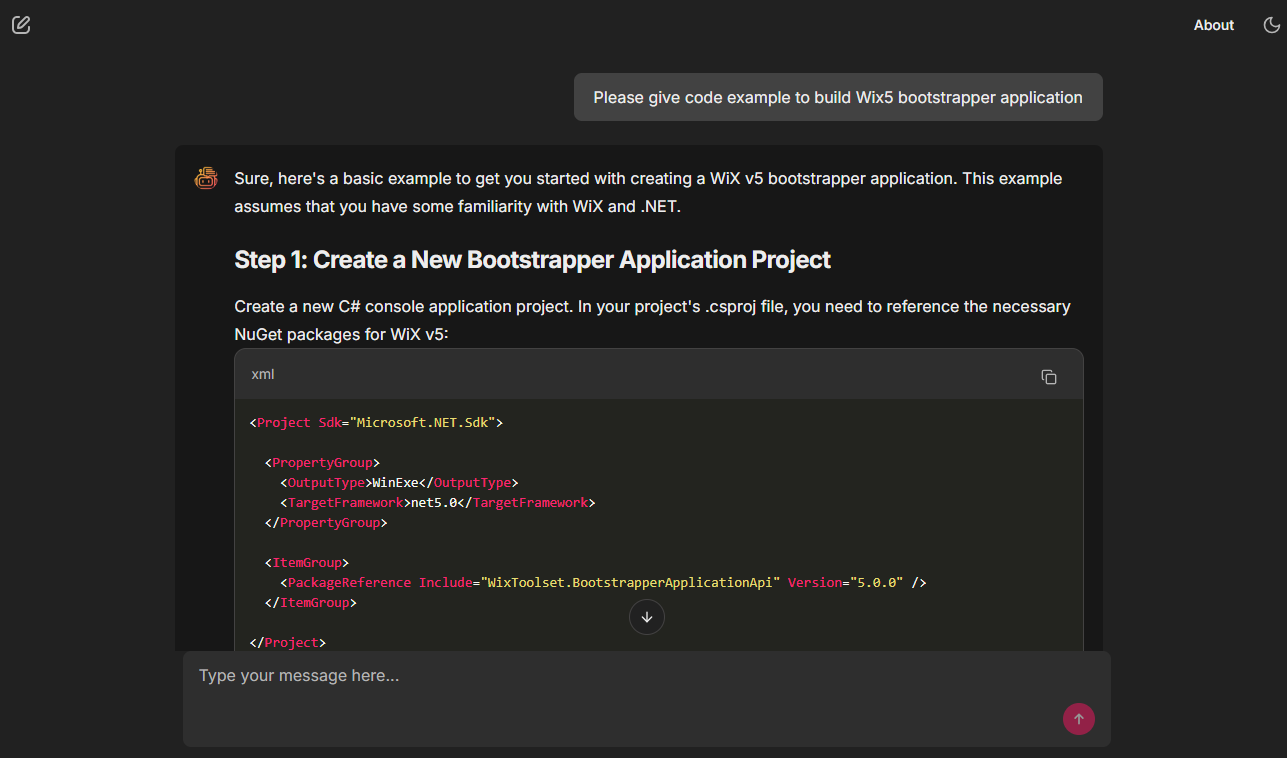 About
Please give code example to build Wix5 bootstrapper application
Sure, here's a basic example to get you started with creating a WiX v5 bootstrapper application. This example
assumes that you have some familiarity with WiX and .NET.
Step 1: Create a New Bootstrapper Application Project
Create a new C# console application project. In your project's .csproj file, you need to reference the necessary
NuGet packages for WiX v5:
xml
<Project Sdk="Microsoft.NET.Sdk">
  <PropertyGroup>
    <OutputType>WinExe</OutputType>
    <TargetFramework>net5.0</TargetFramework>
  </PropertyGroup>
  <ItemGroup>
    <PackageReference Include="WixToolset.BootstrapperApplicationApi" Version="5.0.0" />
  </ItemGroup>
</Project>
Type your message here...